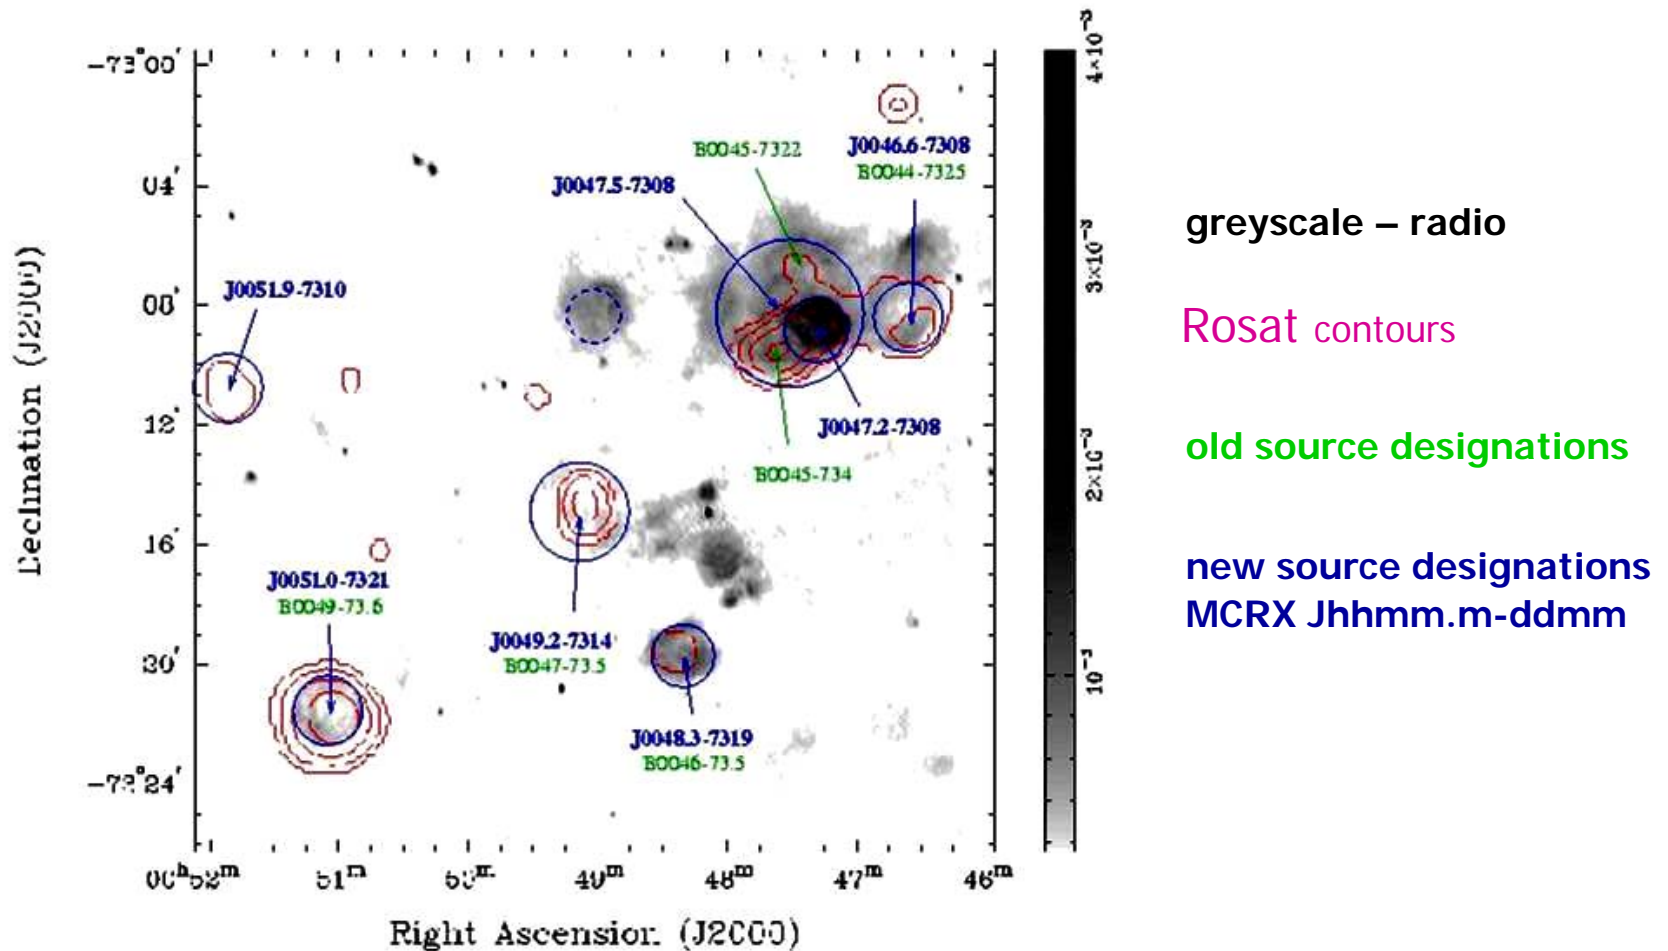 -73°00'
04'
08'
12'
16'
20'
-73°24'
Declination (J2000)
J0051.9-7310
J0047.5-7308
B0045-7322
J0046.6-7308
B0044-7325
J0047.2-7308
B0045-734
J0051.0-7321
B0049-73.6
J0049.2-7314
B0047-73.5
J0048.3-7319
B0046-73.5
00ʰ52ᵐ 51ᵐ 50ᵐ 49ᵐ 48ᵐ 47ᵐ 46ᵐ
Right Ascension (J2000)
4×10⁻³
3×10⁻³
2×10⁻³
10⁻³
greyscale – radio
Rosat contours
old source designations
new source designations
MCRX Jhhmm.m-ddmm